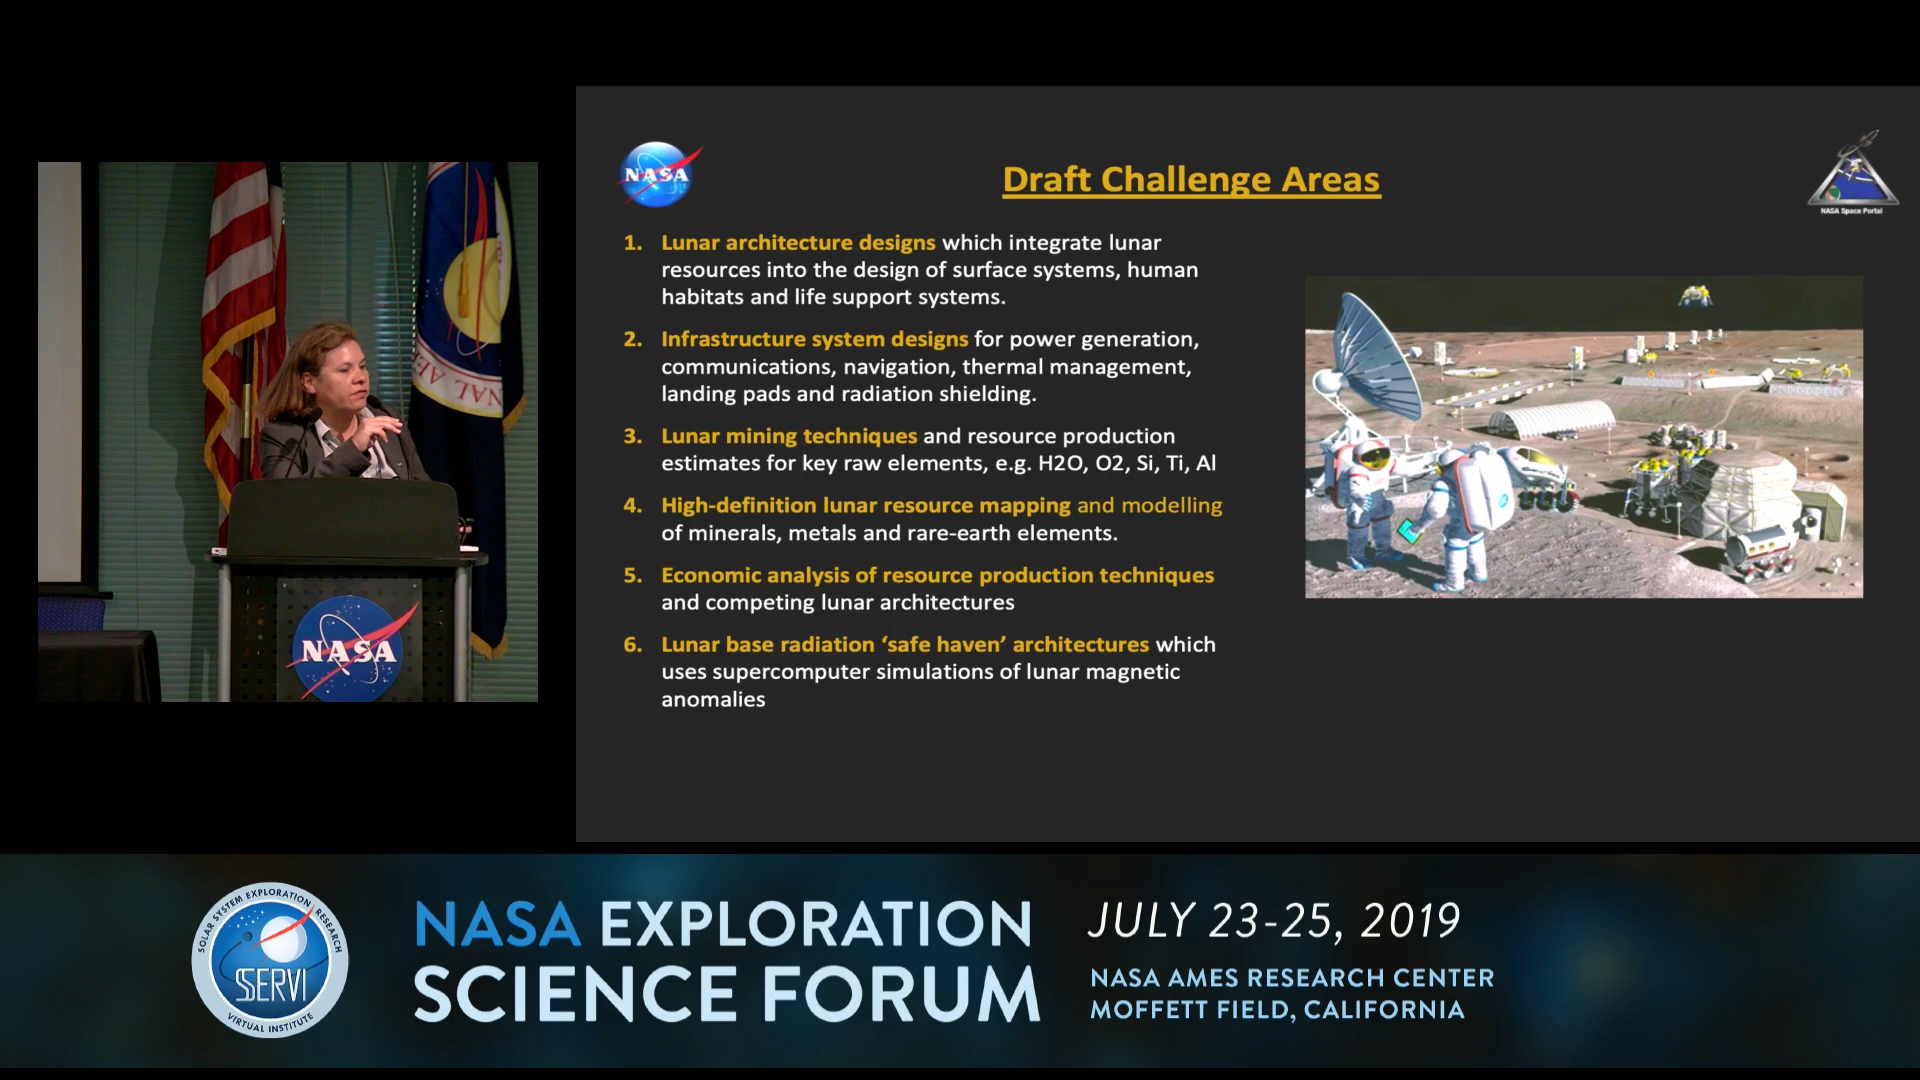 NASA
Draft Challenge Areas
NASA Space Portal
1. Lunar architecture designs which integrate lunar
resources into the design of surface systems, human
habitats and life support systems.
2. Infrastructure system designs for power generation,
communications, navigation, thermal management,
landing pads and radiation shielding.
3. Lunar mining techniques and resource production
estimates for key raw elements, e.g. H2O, O2, Si, Ti, Al
4. High-definition lunar resource mapping and modelling
of minerals, metals and rare-earth elements.
5. Economic analysis of resource production techniques
and competing lunar architectures
6. Lunar base radiation ‘safe haven’ architectures which
uses supercomputer simulations of lunar magnetic
anomalies
NAL AE
NASA
SOLAR SYSTEM EXPLORATION RESEARCH
SSERVI
VIRTUAL INSTITUTE
NASA EXPLORATION
SCIENCE FORUM
JULY 23-25, 2019
NASA AMES RESEARCH CENTER
MOFFETT FIELD, CALIFORNIA